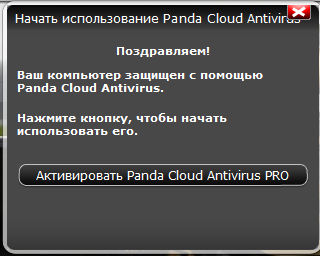 Начать использование Panda Cloud Antivirus
Поздравляем!
Ваш компьютер защищен с помощью
Panda Cloud Antivirus.
Нажмите кнопку, чтобы начать
использовать его.
Активировать Panda Cloud Antivirus PRO